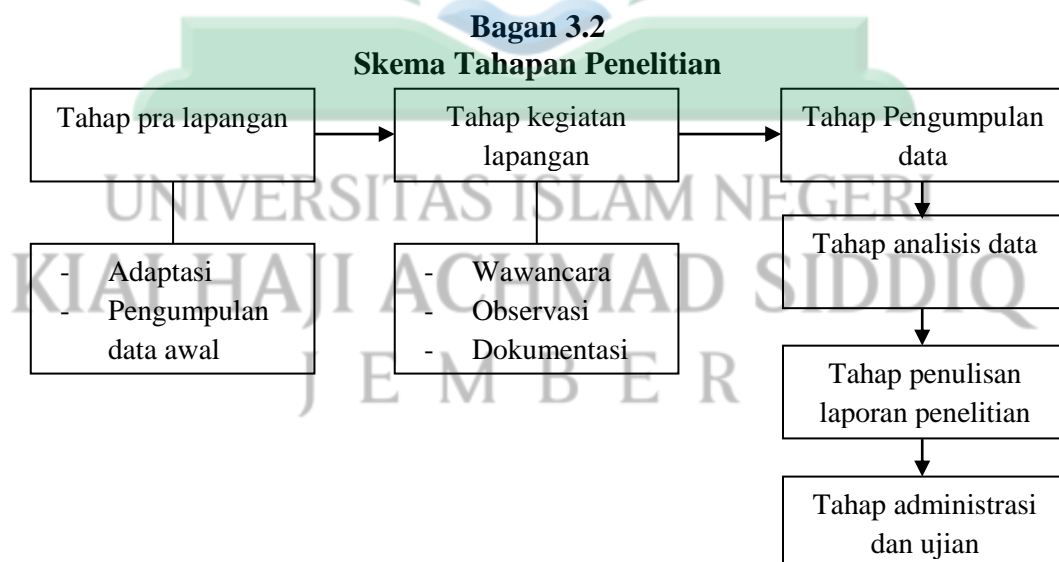 Bagan 3.2
Skema Tahapan Penelitian
Tahap pra lapangan
Tahap kegiatan
lapangan
Tahap Pengumpulan
data
UNIVERSITAS ISLAM NEGERI
KIAI HAJI ACHMAD SIDDIQ
JEMBER
- Adaptasi
- Pengumpulan
data awal
- Wawancara
- Observasi
- Dokumentasi
Tahap analisis data
Tahap penulisan
laporan penelitian
Tahap administrasi
dan ujian